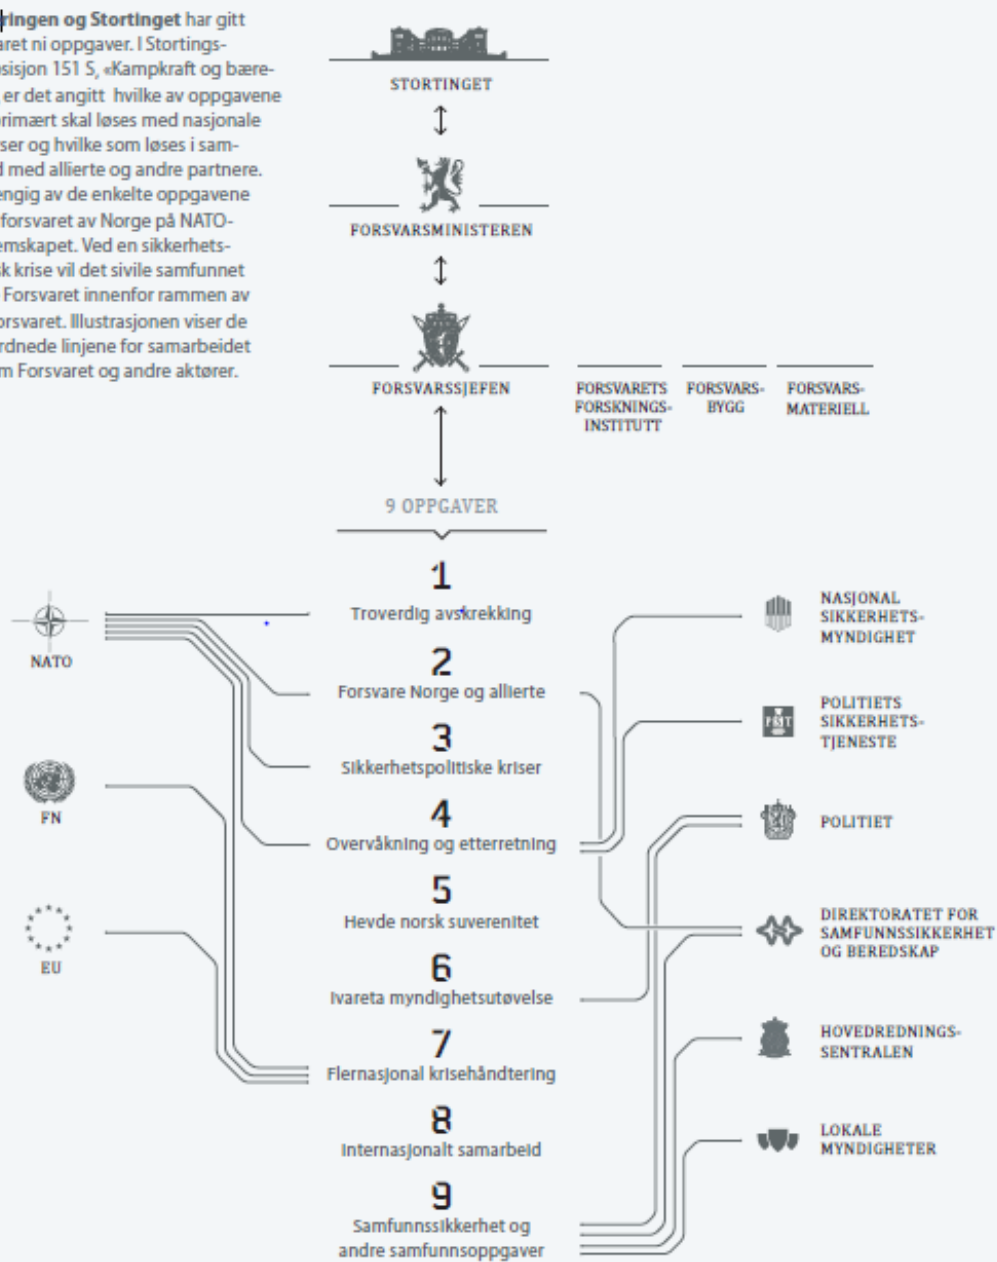 ringen og Stortinget har gitt
aret ni oppgaver. I Stortings-
sisjon 151 S, «Kampkraft og bære-
er det angitt hvilke av oppgavene
rimært skal løses med nasjonale
ser og hvilke som løses i sam-
d med allierte og andre partnere.
engig av de enkelte oppgavene
forsvaret av Norge på NATO-
emskapet. Ved en sikkerhets-
sk krise vil det sivile samfunnet
Forsvaret innenfor rammen av
orsvaret. Illustrasjonen viser de
rdnede linjene for samarbeidet
m Forsvaret og andre aktører.
STORTINGET
FORSVARSMINISTEREN
FORSVARSSJEFEN
FORSVARETS
FORSKNINGS-
INSTITUTT
FORSVARS-
BYGG
FORSVARS-
MATERIELL
9 OPPGAVER
1
Troverdig avskrekking
2
Forsvare Norge og allierte
3
Sikkerhetspolitiske kriser
4
Overvåkning og etterretning
5
Hevde norsk suverenitet
6
Ivareta myndighetsutøvelse
7
Flernasjonal krisehåndtering
8
Internasjonalt samarbeid
9
Samfunnssikkerhet og
andre samfunnsoppgaver
NATO
FN
EU
NASJONAL
SIKKERHETS-
MYNDIGHET
PST
POLITIETS
SIKKERHETS-
TJENESTE
POLITIET
DIREKTORATET FOR
SAMFUNNSSIKKERHET
OG BEREDSKAP
HOVEDREDNINGS-
SENTRALEN
LOKALE
MYNDIGHETER